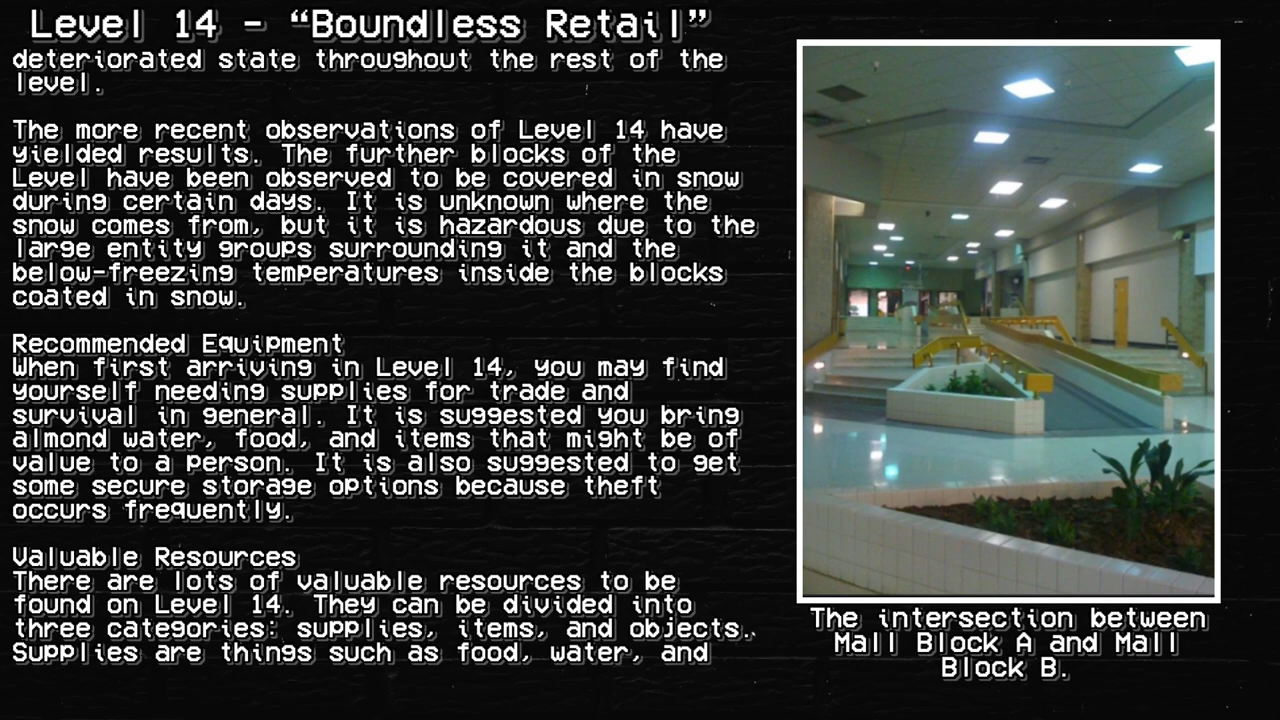 Level 14 - “Boundless Retail”
deteriorated state throughout the rest of the
level.
The more recent observations of Level 14 have
yielded results. The further blocks of the
Level have been observed to be covered in snow
during certain days. It is unknown where the
snow comes from, but it is hazardous due to the
large entity groups surrounding it and the
below-freezing temperatures inside the blocks
coated in snow.
Recommended Equipment
When first arriving in Level 14, you may find
yourself needing supplies for trade and
survival in general. It is suggested you bring
almond water, food, and items that might be of
value to a person. It is also suggested to get
some secure storage options because theft
occurs frequently.
Valuable Resources
There are lots of valuable resources to be
found on Level 14. They can be divided into
three categories: supplies, items, and objects.
Supplies are things such as food, water, and
The intersection between
Mall Block A and Mall
Block B.